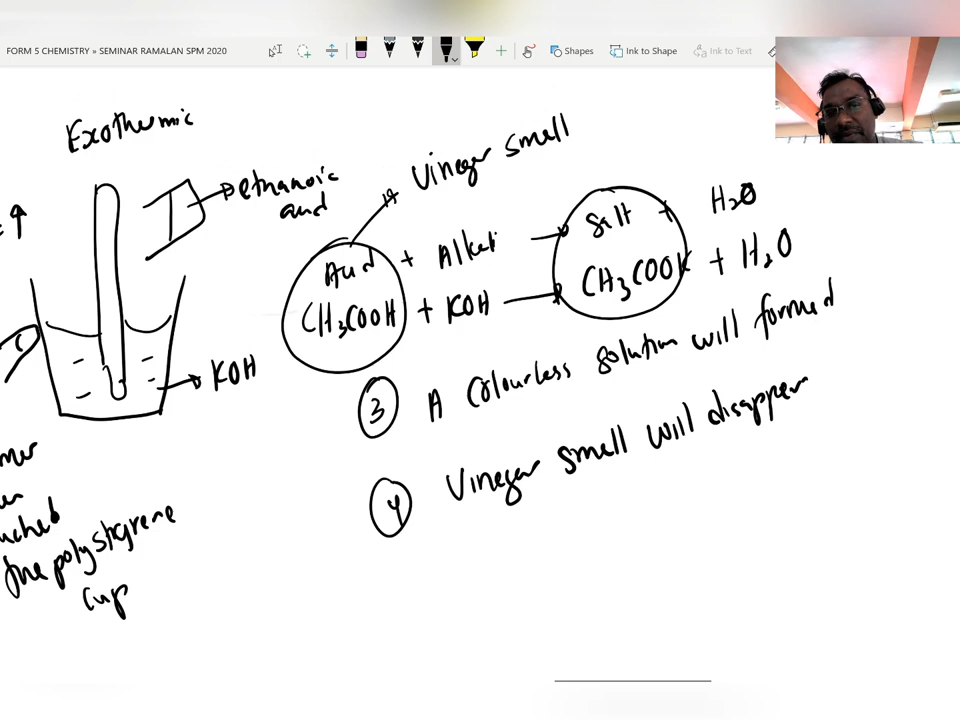 FORM 5 CHEMISTRY » SEMINAR RAMALAN SPM 2020
Shapes
Ink to Shape
Ink to Text
Exothermic
ethanoic
Vinegar smell
Acid + Alkali → Salt + H₂O
CH₃COOH + KOH → CH₃COOK + H₂O
KOH
③ A colourless solution will formed
④ Vinegar smell will disappear
the polystyrene
cup